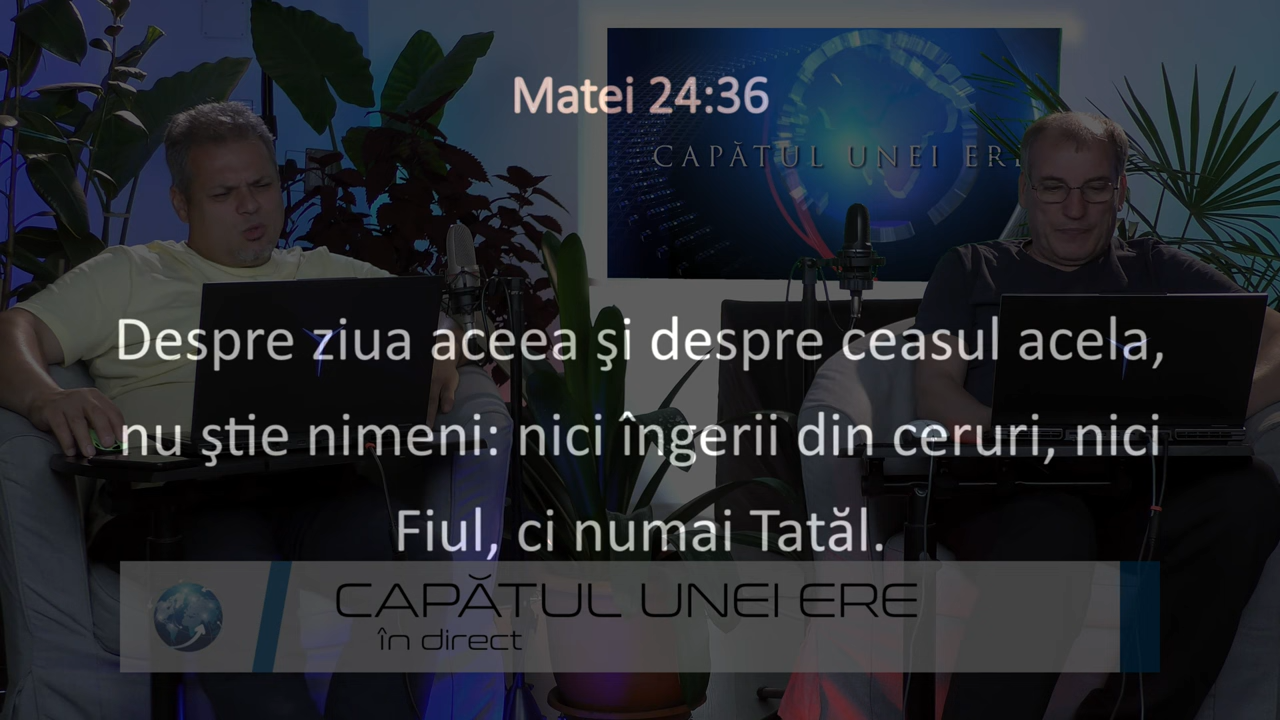 Matei 24:36
CAPĂTUL UNEI ERE
Despre ziua aceea şi despre ceasul acela,
nu ştie nimeni: nici îngerii din ceruri, nici
Fiul, ci numai Tatăl.
CAPĂTUL UNEI ERE
în direct